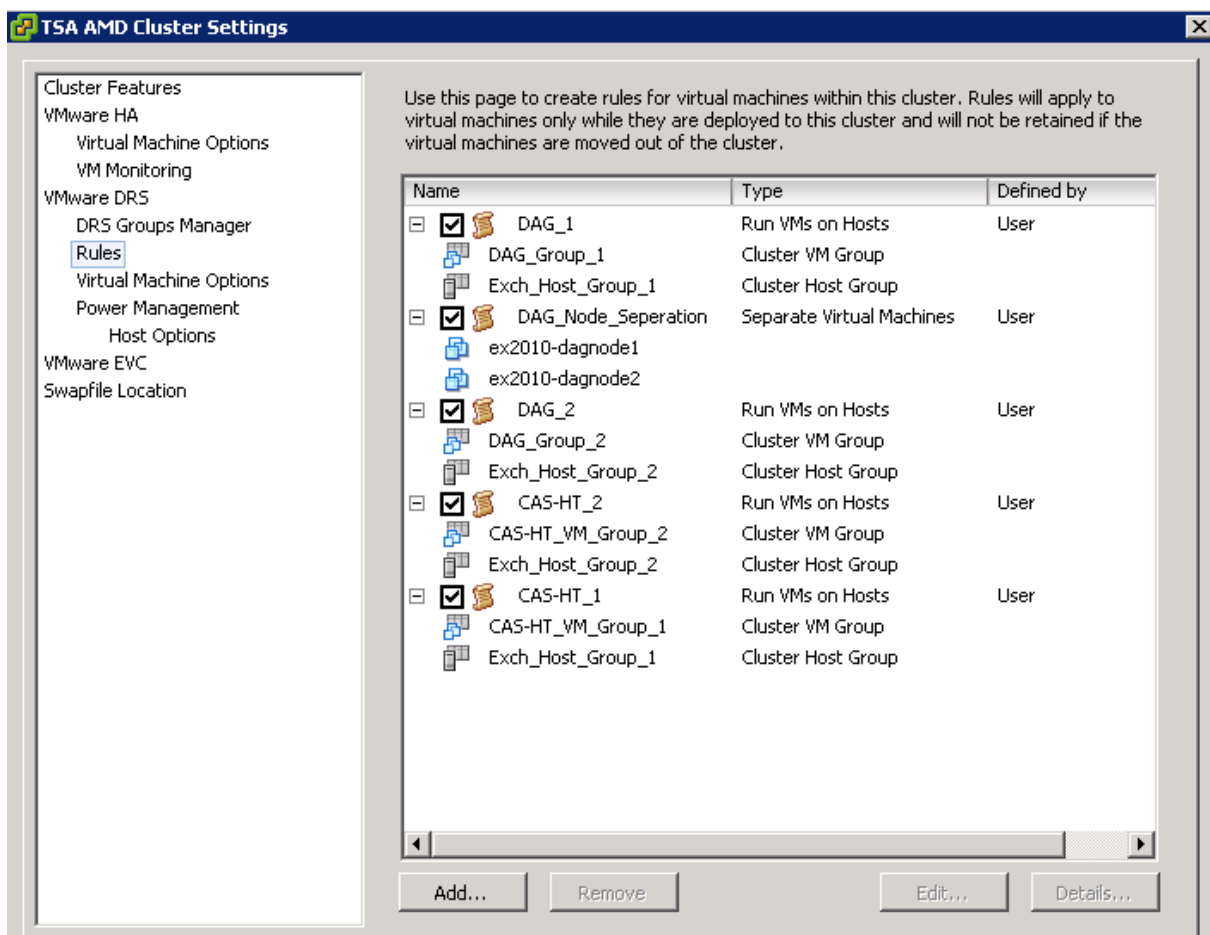 TSA AMD Cluster Settings
Cluster Features
VMware HA
Virtual Machine Options
VM Monitoring
VMware DRS
DRS Groups Manager
Rules
Virtual Machine Options
Power Management
Host Options
VMware EVC
Swapfile Location
Use this page to create rules for virtual machines within this cluster. Rules will apply to
virtual machines only while they are deployed to this cluster and will not be retained if the
virtual machines are moved out of the cluster.
Name Type Defined by
DAG_1 Run VMs on Hosts User
DAG_Group_1 Cluster VM Group
Exch_Host_Group_1 Cluster Host Group
DAG_Node_Seperation Separate Virtual Machines User
ex2010-dagnode1
ex2010-dagnode2
DAG_2 Run VMs on Hosts User
DAG_Group_2 Cluster VM Group
Exch_Host_Group_2 Cluster Host Group
CAS-HT_2 Run VMs on Hosts User
CAS-HT_VM_Group_2 Cluster VM Group
Exch_Host_Group_2 Cluster Host Group
CAS-HT_1 Run VMs on Hosts User
CAS-HT_VM_Group_1 Cluster VM Group
Exch_Host_Group_1 Cluster Host Group
Add... Remove Edit... Details...